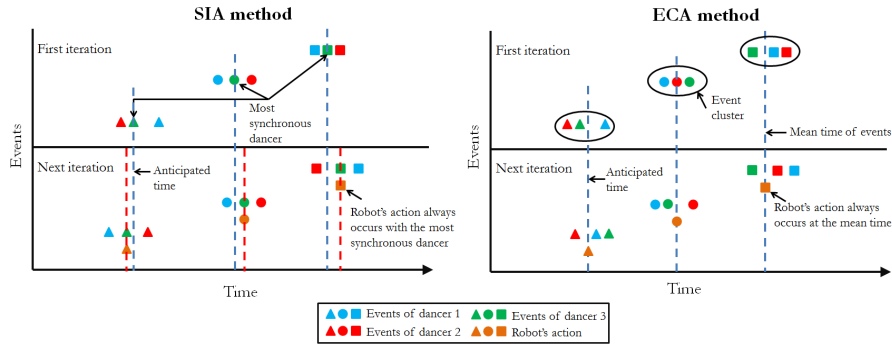 SIA method
First iteration
Most
synchronous
dancer
Events
Next iteration
Anticipated
time
Robot's action always
occurs with the most
synchronous dancer
Time
ECA method
First iteration
Event
cluster
Mean time of events
Events
Next iteration
Anticipated
time
Robot's action always
occurs at the mean time
Time
Events of dancer 1
Events of dancer 3
Events of dancer 2
Robot's action